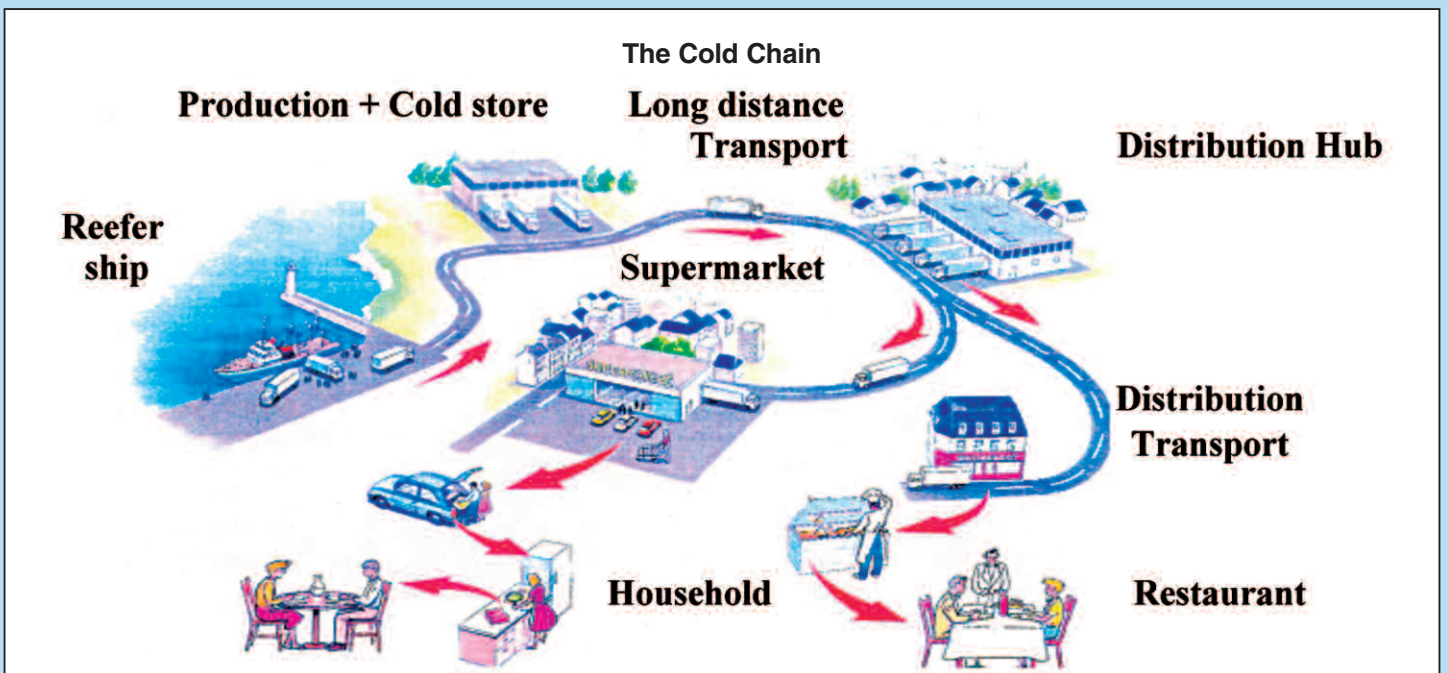 The Cold Chain
Production + Cold store
Long distance
Transport
Distribution Hub
Reefer
ship
Supermarket
Distribution
Transport
Household
Restaurant